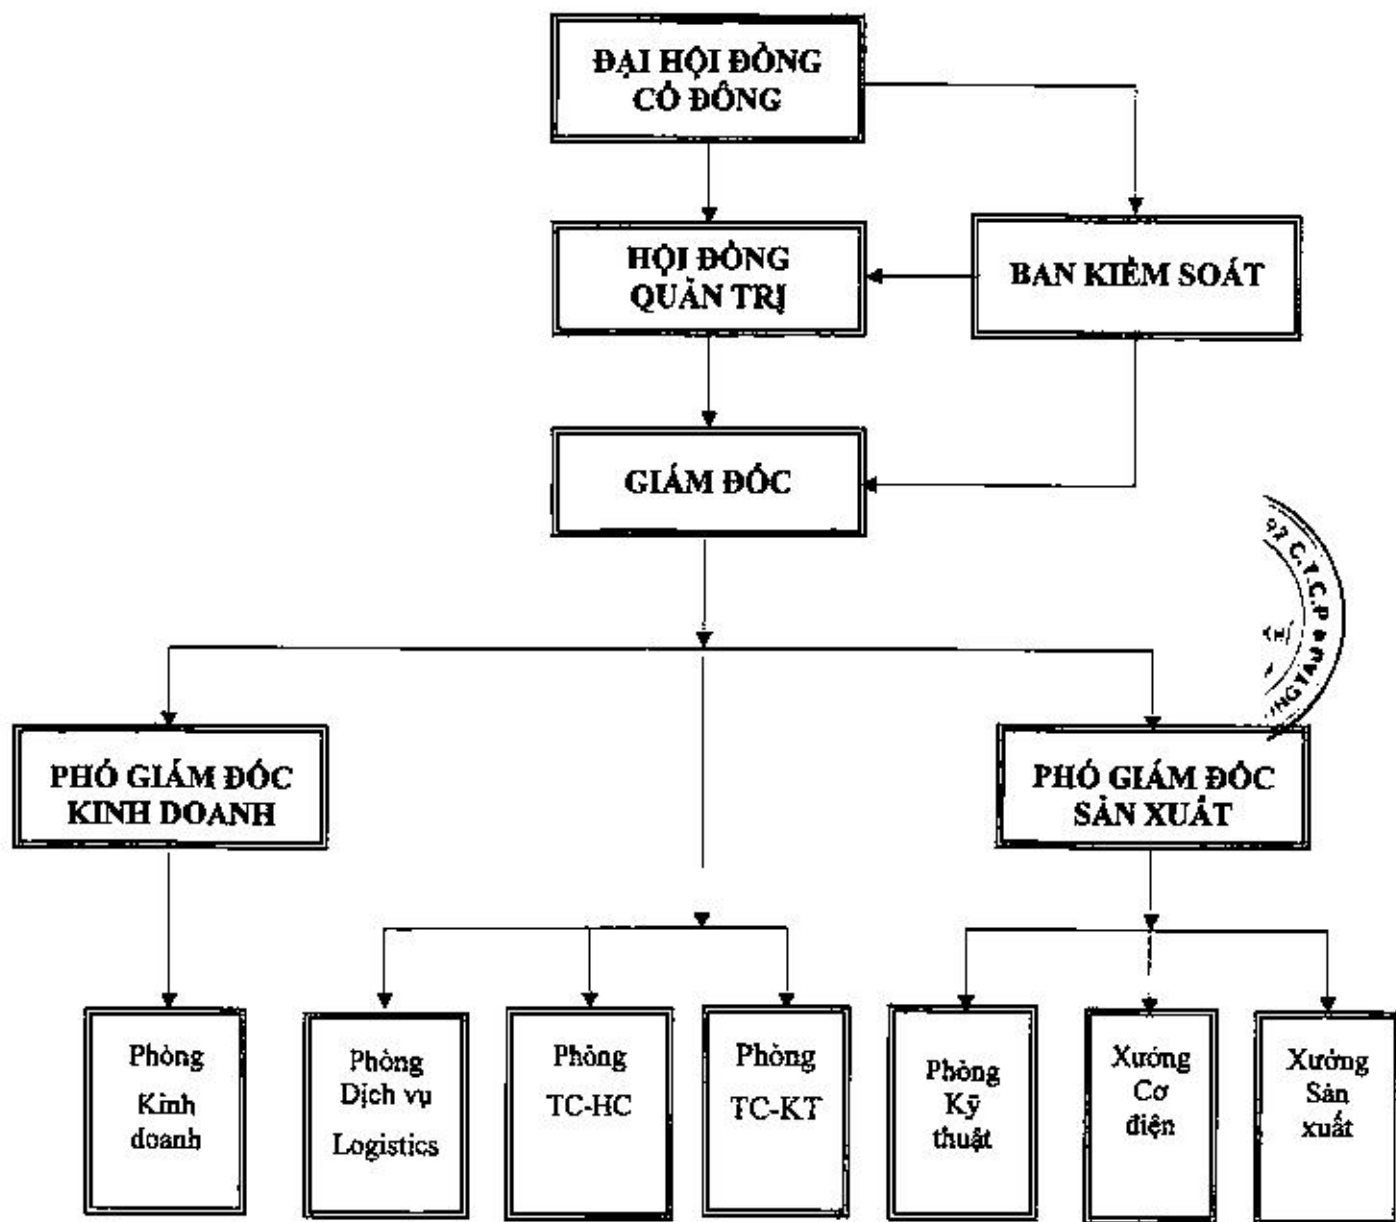 ĐẠI HỘI ĐỒNG
CỔ ĐÔNG
HỘI ĐỒNG
QUẢN TRỊ
BAN KIỂM SOÁT
GIÁM ĐỐC
C.T.C.P
PHÓ GIÁM ĐỐC
KINH DOANH
PHÓ GIÁM ĐỐC
SẢN XUẤT
Phòng
Kinh
doanh
Phòng
Dịch vụ
Logistics
Phòng
TC-HC
Phòng
TC-KT
Phòng
Kỹ
thuật
Xưởng
Cơ
điện
Xưởng
Sản
xuất